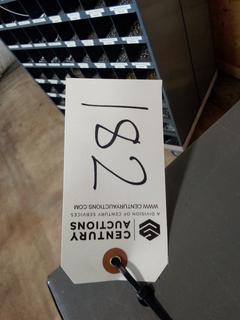 182
WWW.CENTURYAUCTIONS.COM
A DIVISION OF CENTURY SERVICES
CENTURY
AUCTIONS